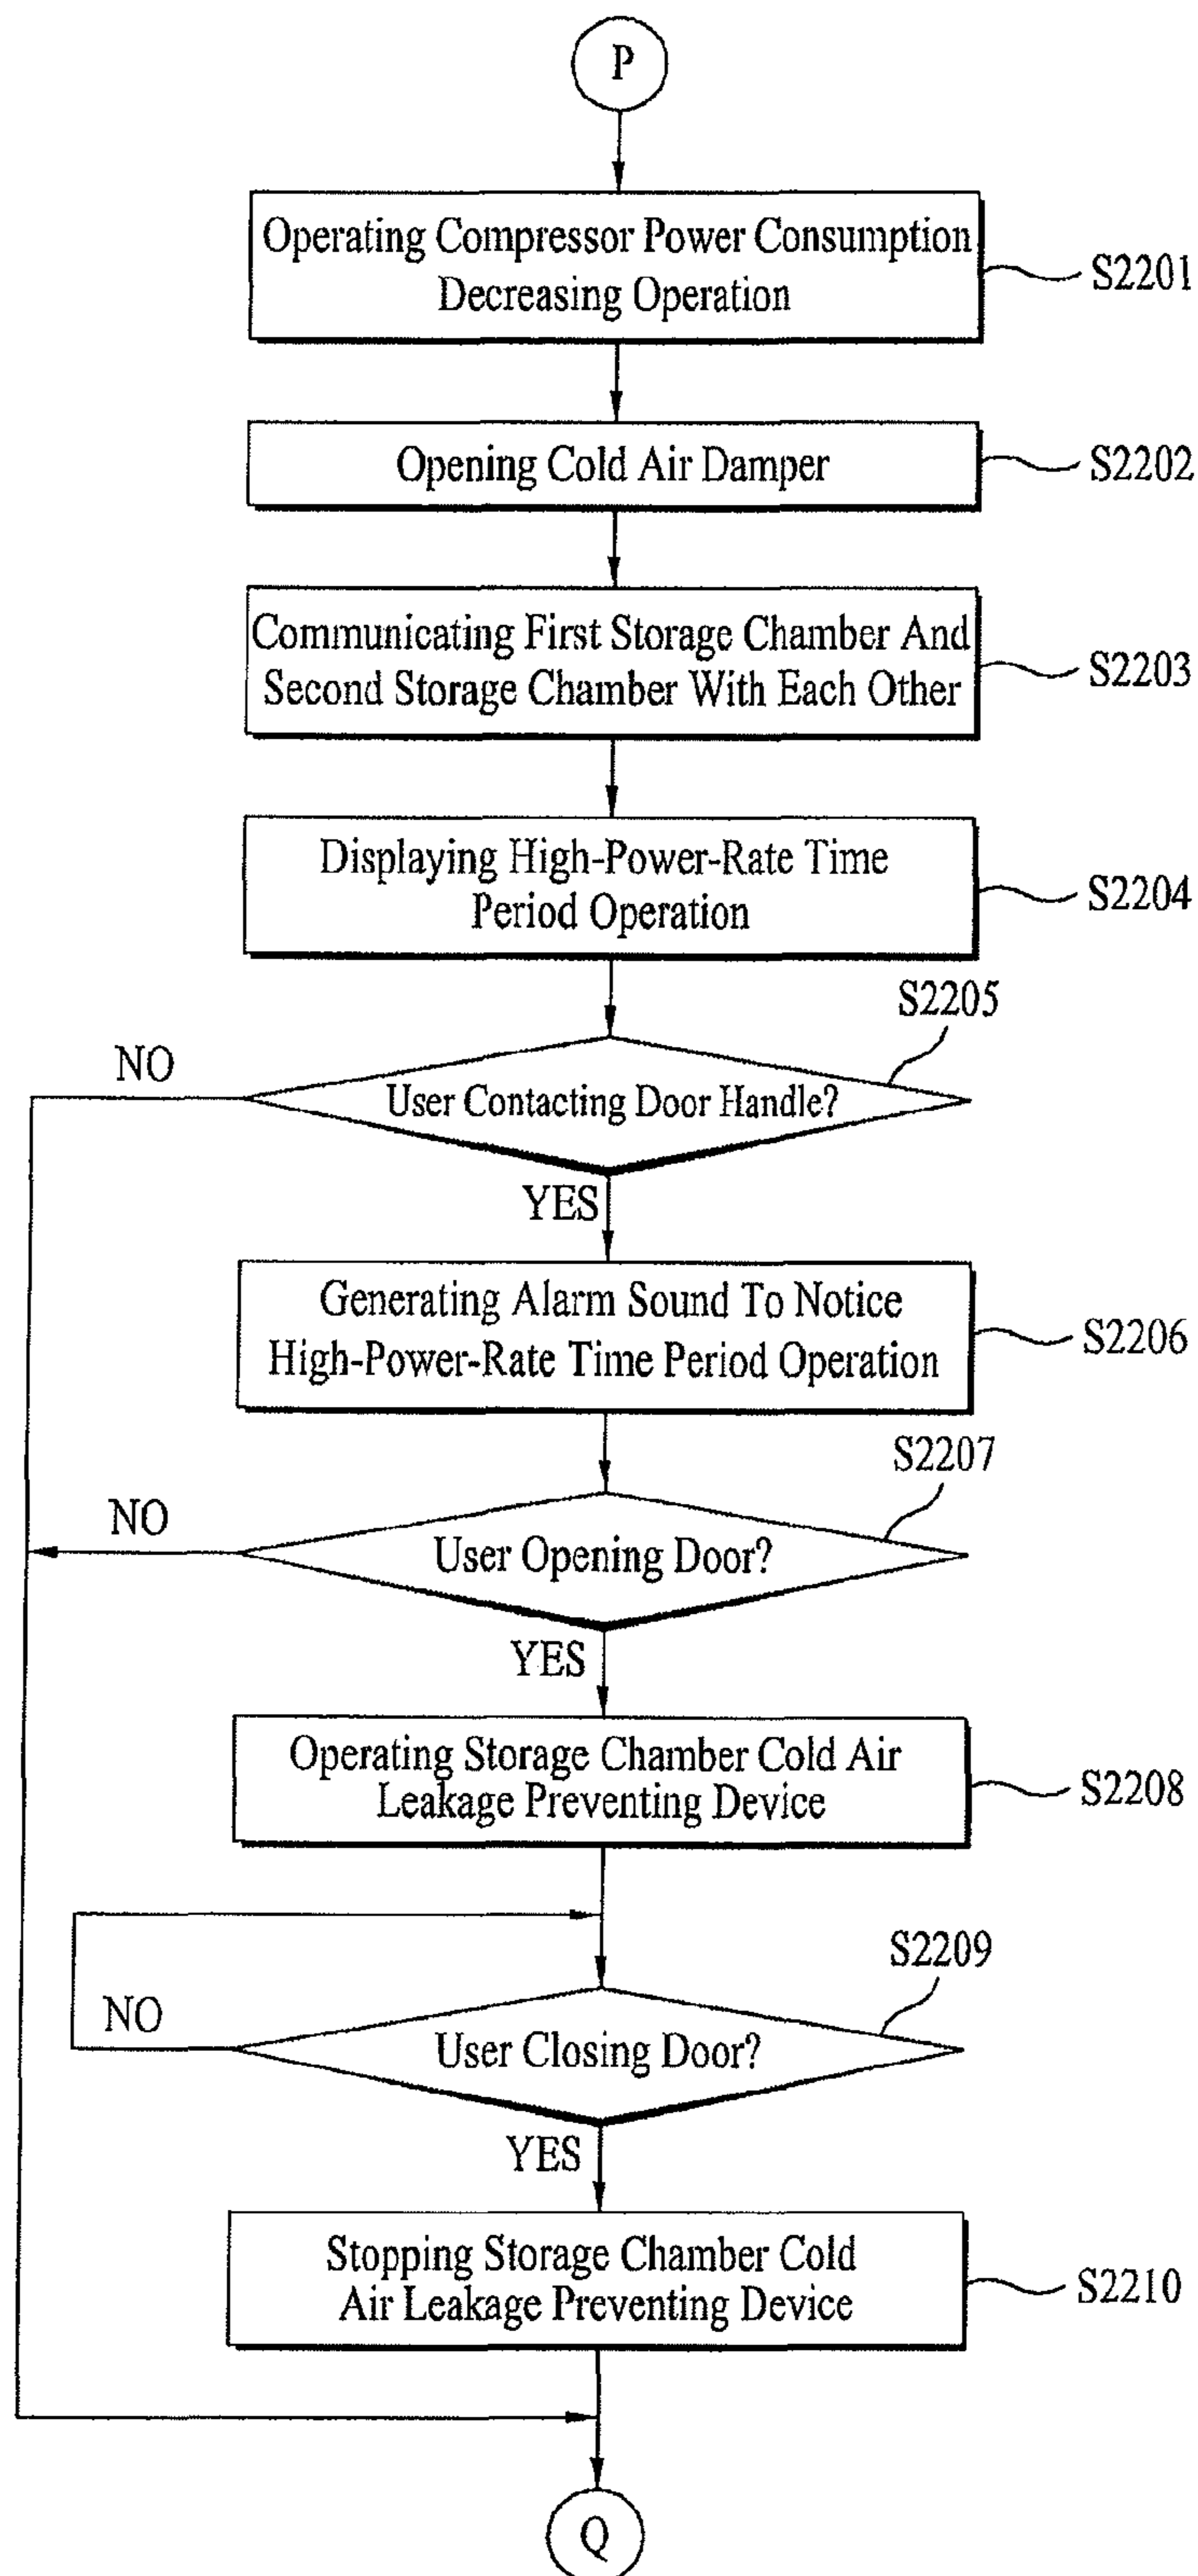 P
Operating Compressor Power Consumption
Decreasing Operation
S2201
Opening Cold Air Damper
S2202
Communicating First Storage Chamber And
Second Storage Chamber With Each Other
S2203
Displaying High-Power-Rate Time
Period Operation
S2204
S2205
NO
User Contacting Door Handle?
YES
Generating Alarm Sound To Notice
High-Power-Rate Time Period Operation
S2206
S2207
NO
User Opening Door?
YES
Operating Storage Chamber Cold Air
Leakage Preventing Device
S2208
S2209
NO
User Closing Door?
YES
Stopping Storage Chamber Cold
Air Leakage Preventing Device
S2210
Q